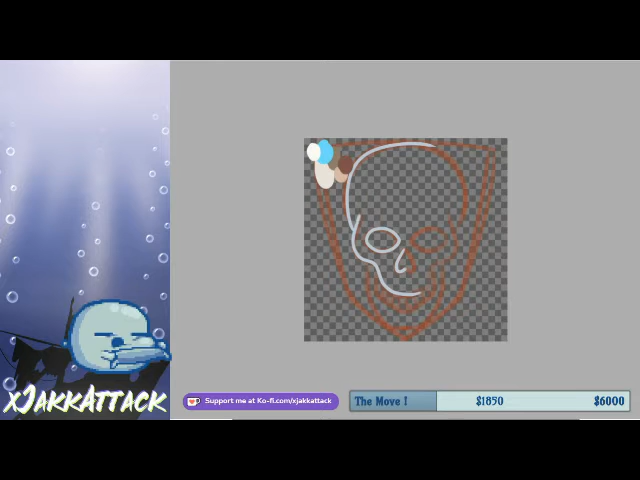 xJakkAttack
Support me at Ko-fi.com/xjakkattack
The Move !
$1850
$6000